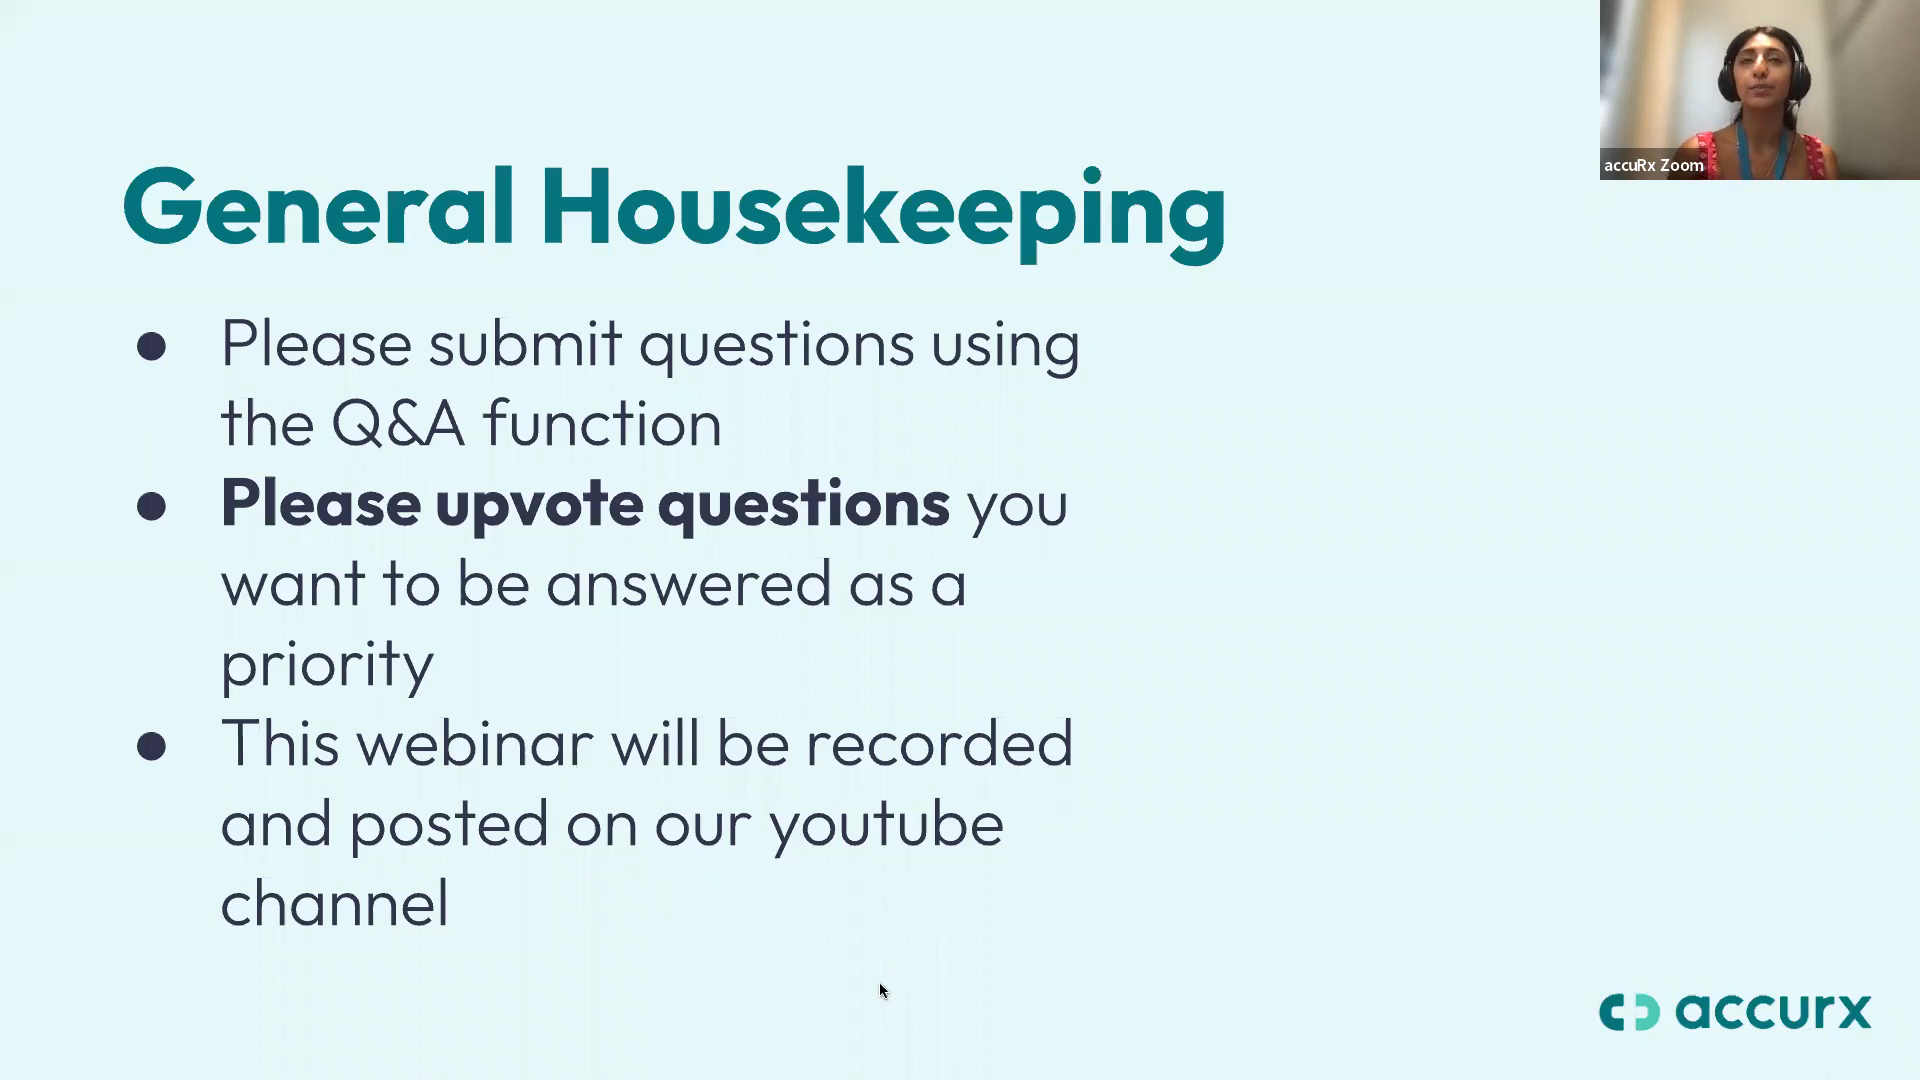 accuRx Zoom
General Housekeeping
● Please submit questions using
the Q&A function
● Please upvote questions you
want to be answered as a
priority
● This webinar will be recorded
and posted on our youtube
channel
accurx